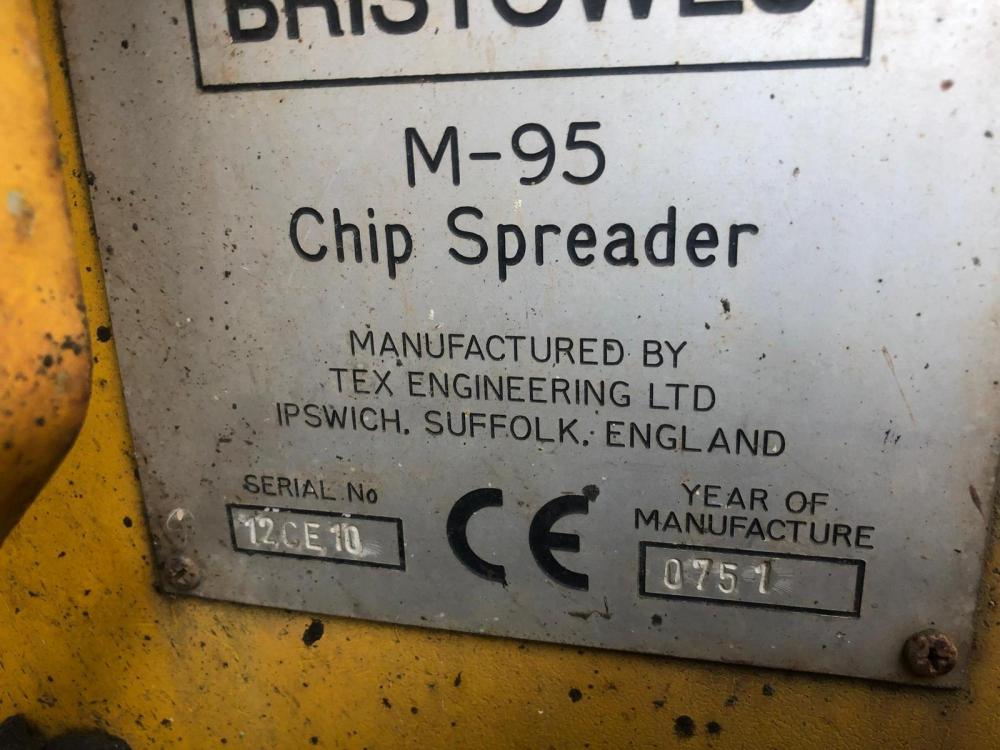 BRISTOWES
M-95
Chip Spreader
MANUFACTURED BY
TEX ENGINEERING LTD
IPSWICH. SUFFOLK. ENGLAND
SERIAL No
12CE10
CE
YEAR OF
MANUFACTURE
0751